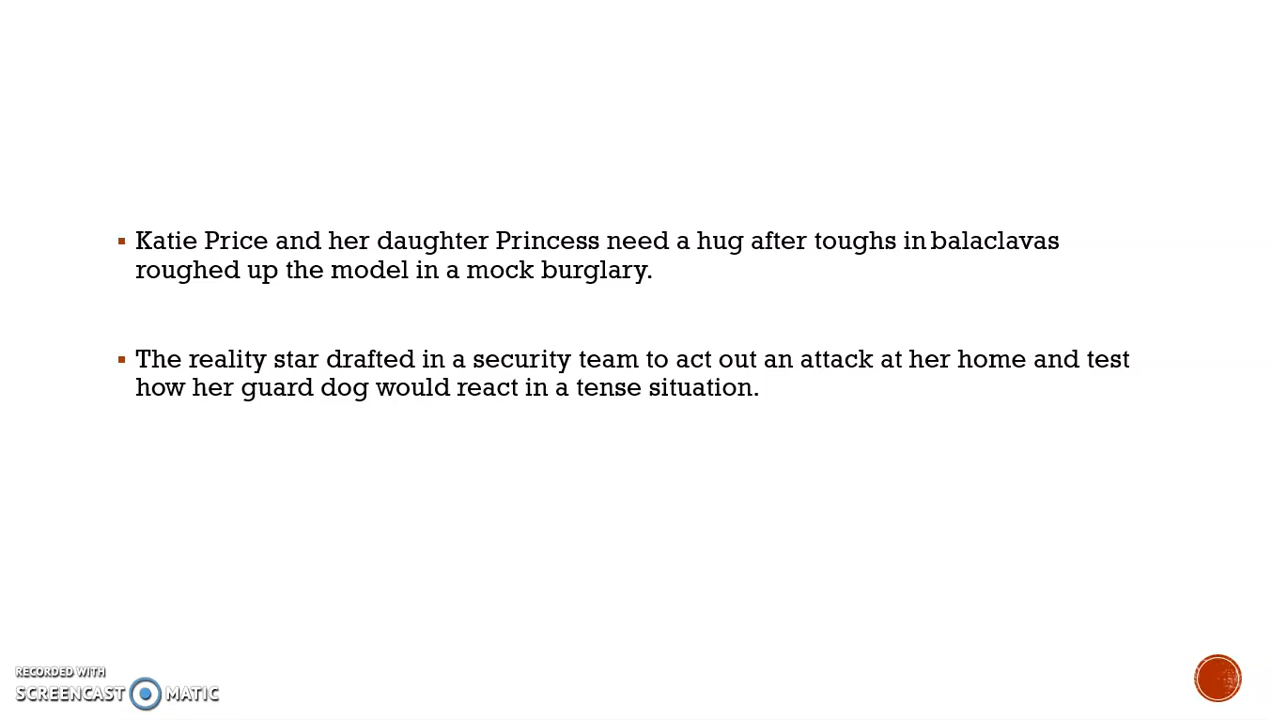 Katie Price and her daughter Princess need a hug after toughs in balaclavas
roughed up the model in a mock burglary.
The reality star drafted in a security team to act out an attack at her home and test
how her guard dog would react in a tense situation.
RECORDED WITH
SCREENCAST MATIC